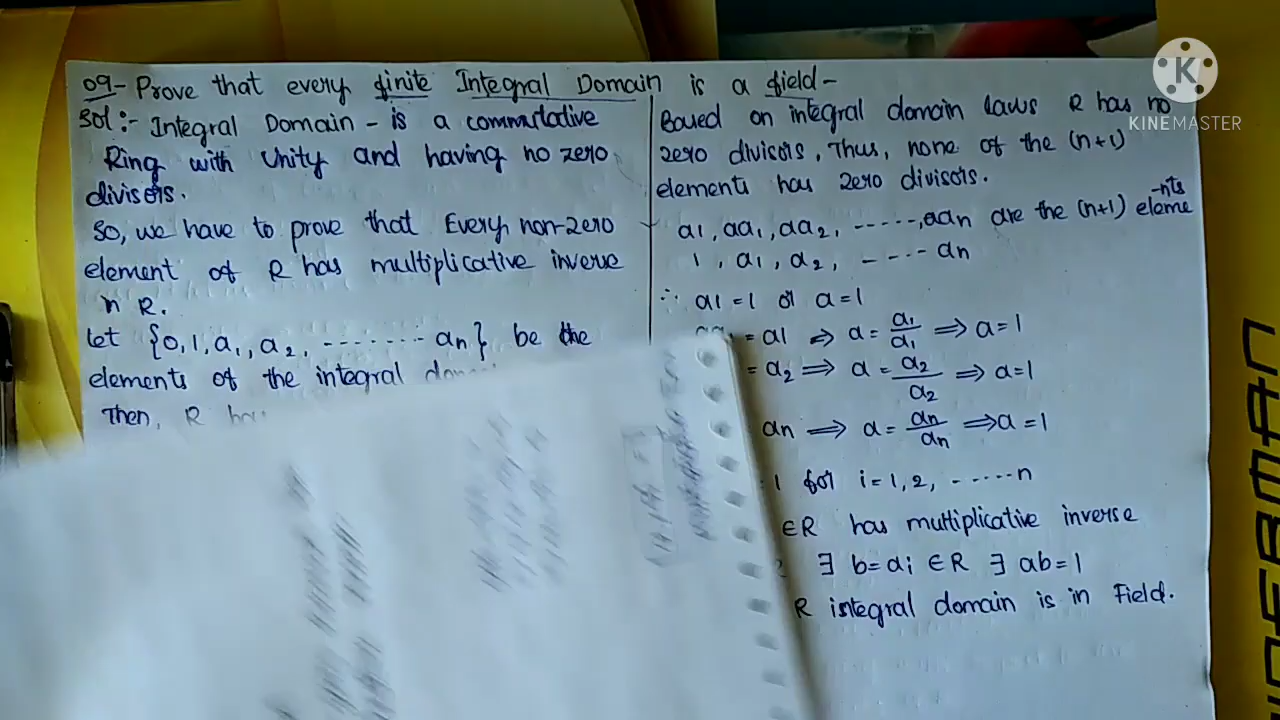 09- Prove that every finite Integral Domain is a field-
Sol:- Integral Domain - is a commutative
Ring with Unity and having no zero
divisors.
So, we have to prove that Every non-zero
element of R has multiplicative inverse
n R.
Let {0, 1, a1, a2, ........ an} be the
elements of the integral
Then, R
Based on integral domain laws R has no
zero divisors, Thus, none of the (n+1)
elements has zero divisors.
a1, aa1, aa2, ......, aan are the (n+1) eleme
-nts
1, a1, a2, ---- an
∴ a1 = 1 or a = 1
= a1 ⇒ a = a1/a1 ⇒ a = 1
= a2 ⇒ a = a2/a2 ⇒ a = 1
an ⇒ a = an/an ⇒ a = 1
1 for i = 1, 2, ...... n
∈R has multiplicative inverse
∃ b = ai ∈R ∃ ab = 1
R integral domain is in Field.
KINEMASTER